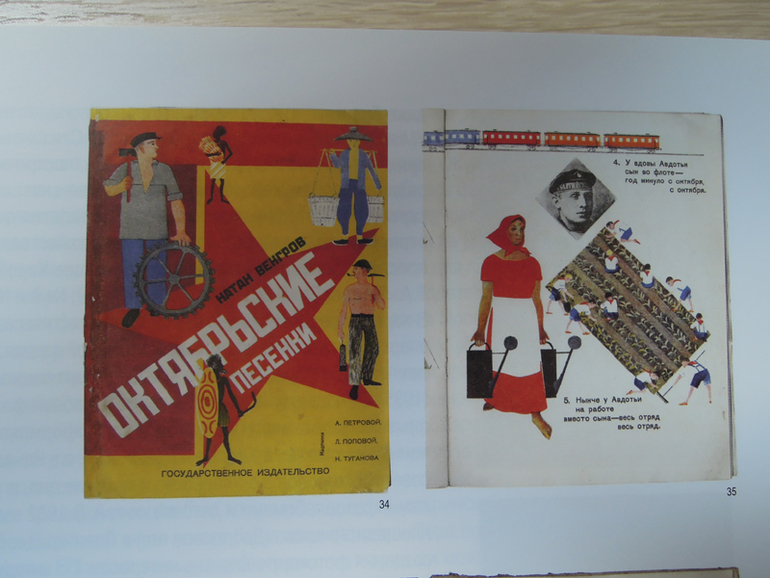 НАТАН ВЕНГРОВ
ОКТЯБРЬСКИЕ
ПЕСЕНКИ
Картинки
А. ПЕТРОВОЙ,
Л. ПОПОВОЙ,
Н. ТУГАНОВА
ГОСУДАРСТВЕННОЕ ИЗДАТЕЛЬСТВО
34
4. У вдовы Авдотьи
сын во флоте—
год минуло с октября,
с октября.
5. Нынче у Авдотьи
на работе
вместо сына—весь отряд
весь отряд.
35